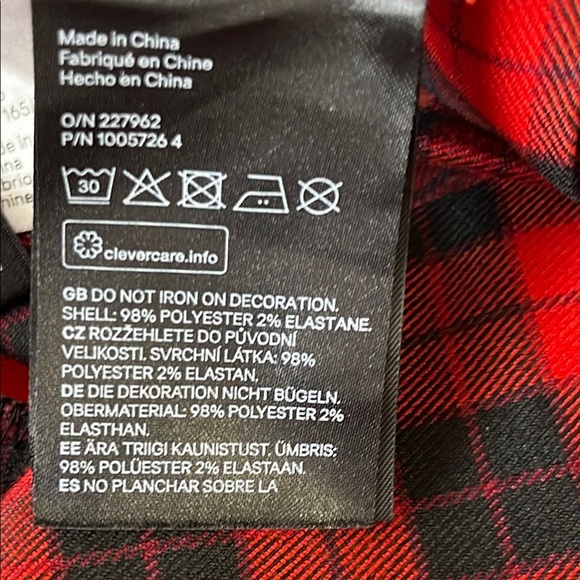 Made in China
Fabriqué en Chine
Hecho en China
O/N 227962
P/N 1005726 4
30
clevercare.info
GB DO NOT IRON ON DECORATION.
SHELL: 98% POLYESTER 2% ELASTANE.
CZ ROZŽEHLETE DO PŮVODNÍ
VELIKOSTI. SVRCHNÍ LÁTKA: 98%
POLYESTER 2% ELASTAN.
DE DIE DEKORATION NICHT BÜGELN.
OBERMATERIAL: 98% POLYESTER 2%
ELASTHAN.
EE ÄRA TRIIGI KAUNISTUST. ÜMBRIS:
98% POLÜESTER 2% ELASTAAN.
ES NO PLANCHAR SOBRE LA